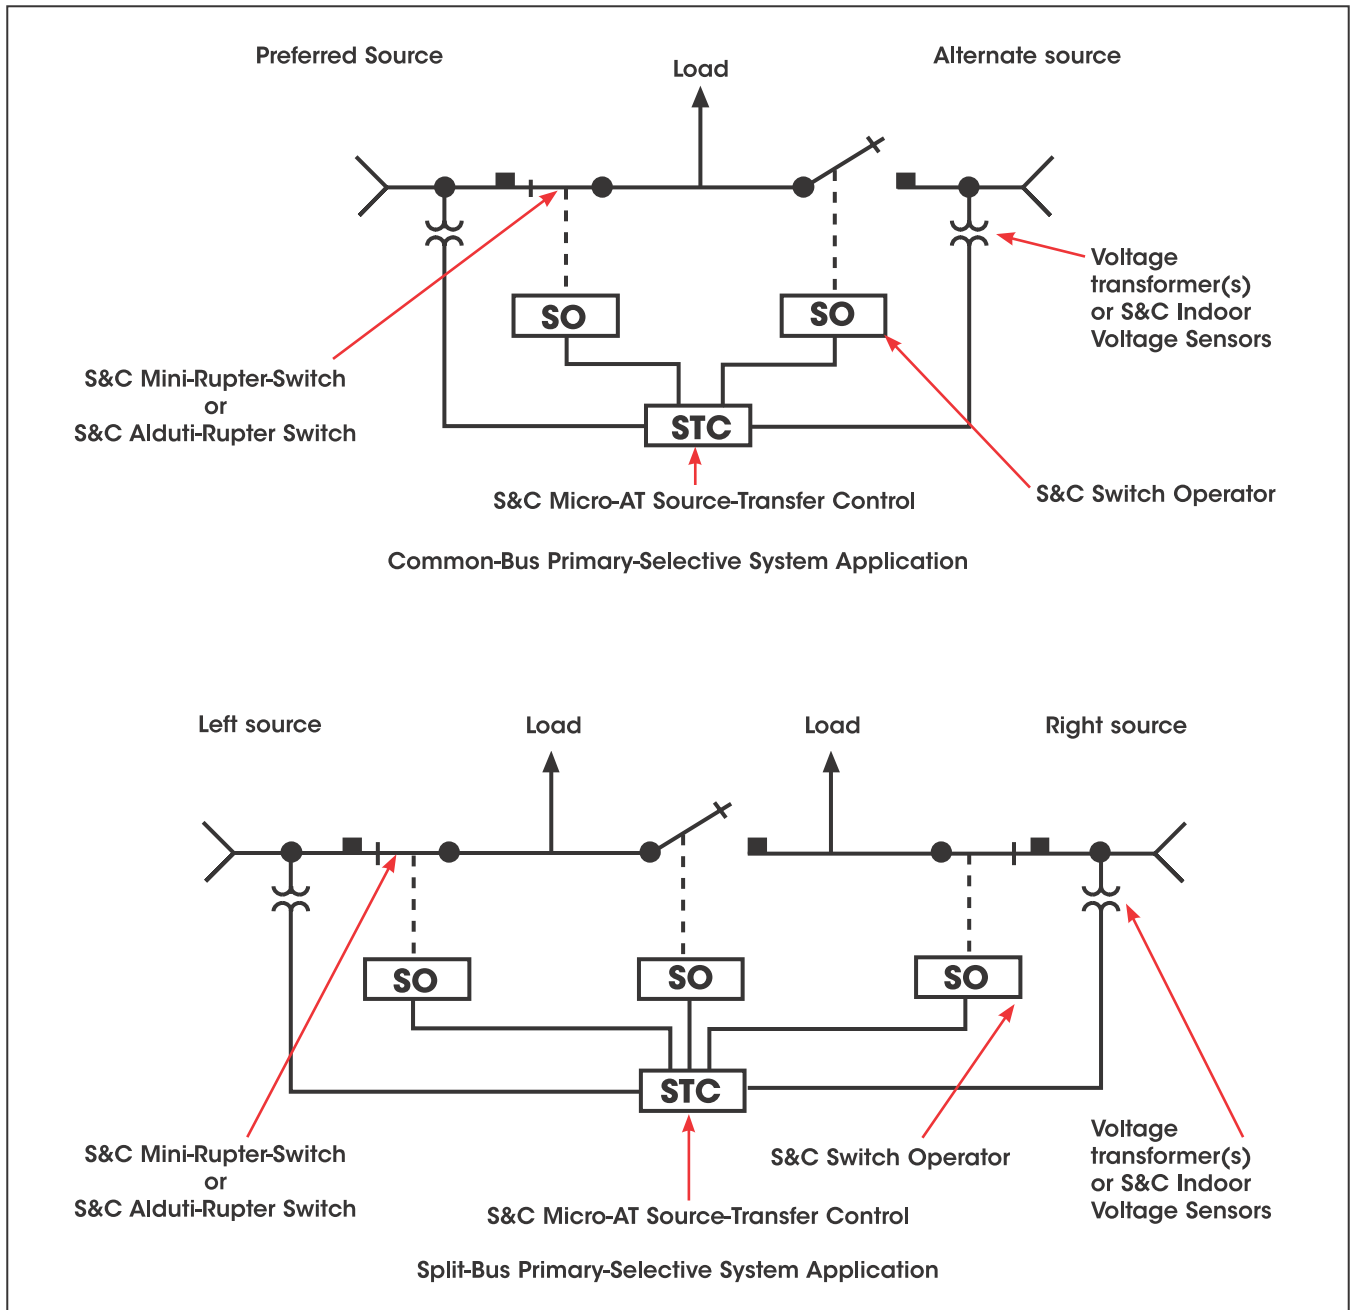 Preferred Source
Load
Alternate source
Voltage
transformer(s)
or S&C Indoor
Voltage Sensors
SO
SO
S&C Mini-Rupter-Switch
or
S&C Alduti-Rupter Switch
STC
S&C Switch Operator
S&C Micro-AT Source-Transfer Control
Common-Bus Primary-Selective System Application
Left source
Load
Load
Right source
SO
SO
SO
STC
S&C Mini-Rupter-Switch
or
S&C Alduti-Rupter Switch
S&C Switch Operator
Voltage
transformer(s)
or S&C Indoor
Voltage Sensors
S&C Micro-AT Source-Transfer Control
Split-Bus Primary-Selective System Application